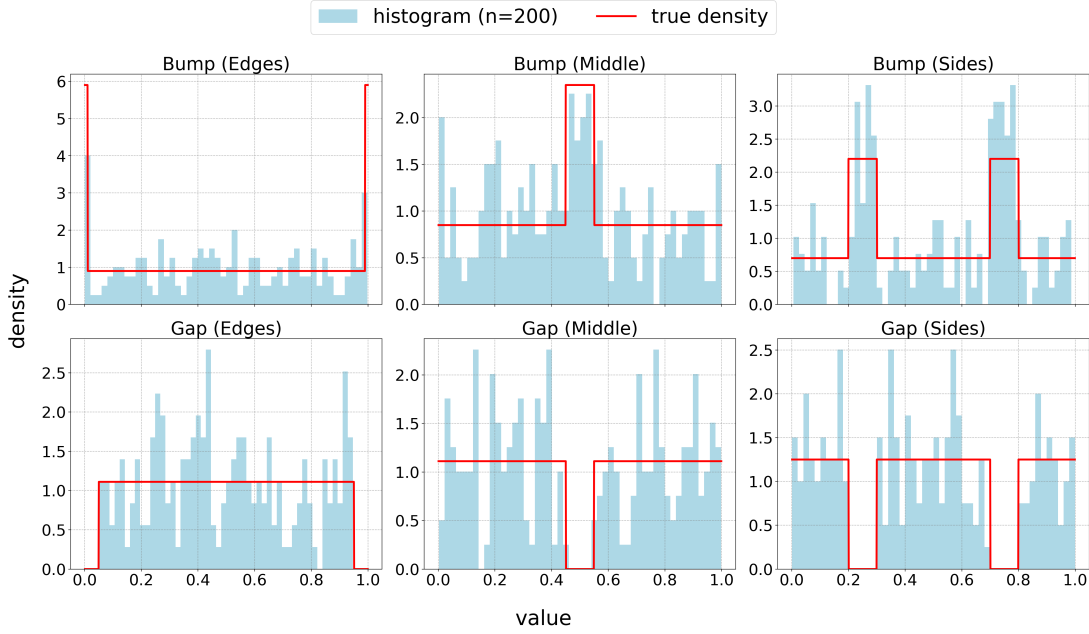 histogram (n=200) true density
Bump (Edges) Bump (Middle) Bump (Sides)
6 2.0 3.0
5 2.5
4 1.5 2.0
3 1.0 1.5
2 1.0
1 0.5 0.5
0 0.0 0.0
density
Gap (Edges) Gap (Middle) Gap (Sides)
2.5 2.0 2.5
2.0 2.0
1.5 1.5 1.5
1.0 1.0 1.0
0.5 0.5 0.5
0.0 0.0 0.0
0.0 0.2 0.4 0.6 0.8 1.0 0.0 0.2 0.4 0.6 0.8 1.0 0.0 0.2 0.4 0.6 0.8 1.0
value